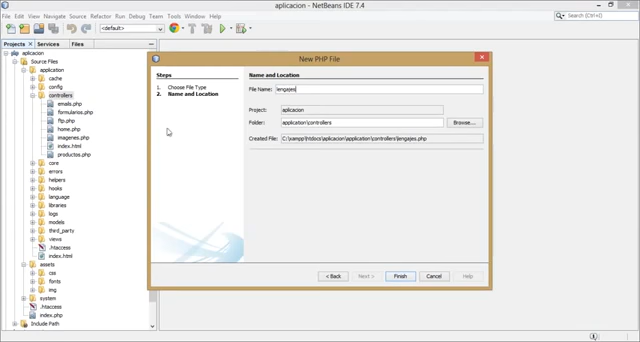 aplicacion - NetBeans IDE 7.4
File Edit View Navigate Source Refactor Run Debug Team Tools Window Help
<default>
Search (Ctrl+I)
Projects Services Files
aplicacion
Source Files
application
cache
config
controllers
emails.php
formularios.php
ftp.php
home.php
imagenes.php
index.html
productos.php
core
errors
helpers
hooks
language
libraries
logs
models
third_party
views
.htaccess
index.html
assets
css
fonts
img
system
.htaccess
index.php
Include Path
New PHP File
Steps
1. Choose File Type
2. Name and Location
Name and Location
File Name: lengajes
Project: aplicacion
Folder: application\controllers
Browse...
Created File: C:\xampp\htdocs\aplicacion\application\controllers\lengajes.php
< Back Next > Finish Cancel Help